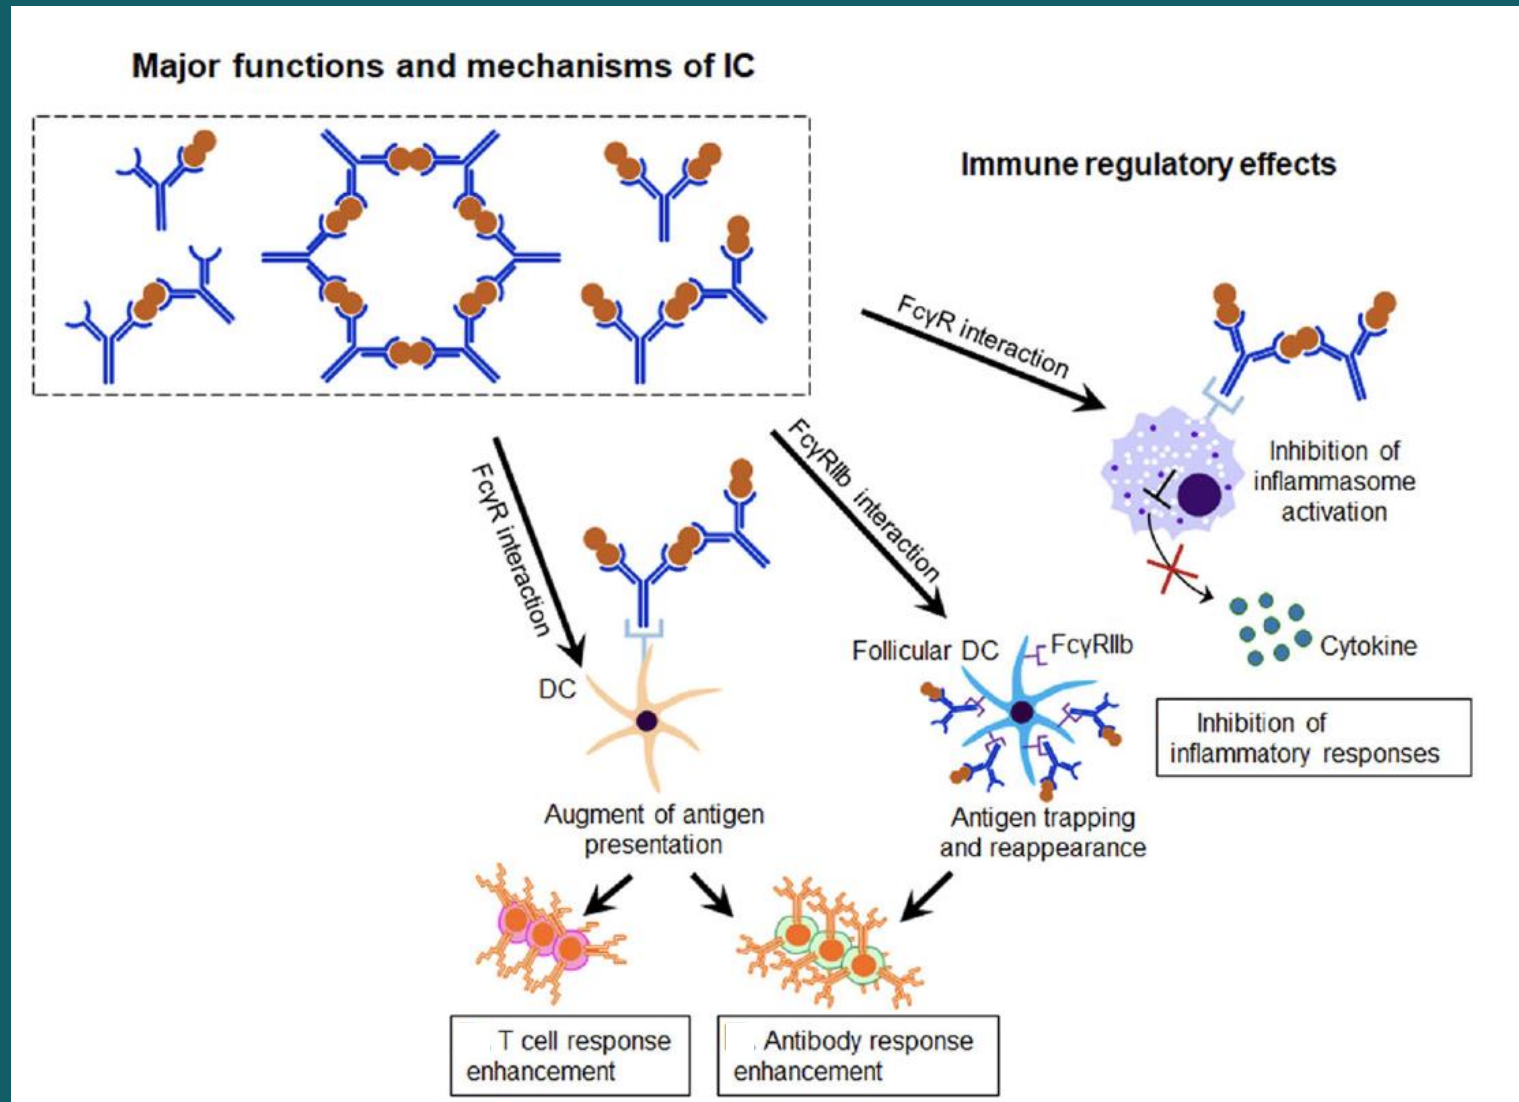 Major functions and mechanisms of IC
Immune regulatory effects
FcγR interaction
FcγR interaction
FcγRIIb interaction
Inhibition of
inflammasome
activation
Cytokine
Inhibition of
inflammatory responses
DC
Follicular DC
FcγRIIb
Augment of antigen
presentation
Antigen trapping
and reappearance
T cell response
enhancement
Antibody response
enhancement